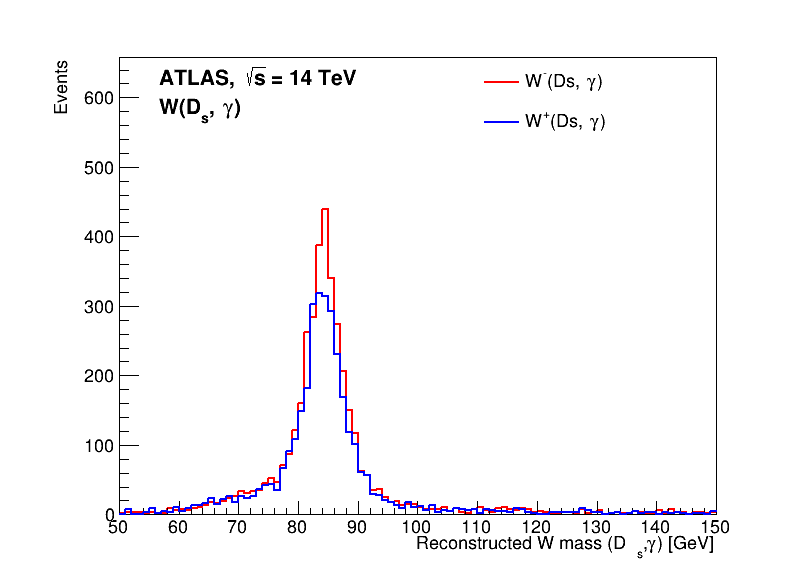 Events
ATLAS, √s = 14 TeV
W(Ds, γ)
W-(Ds, γ)
W+(Ds, γ)
600
500
400
300
200
100
0
50 60 70 80 90 100 110 120 130 140 150
Reconstructed W mass (D s,γ) [GeV]